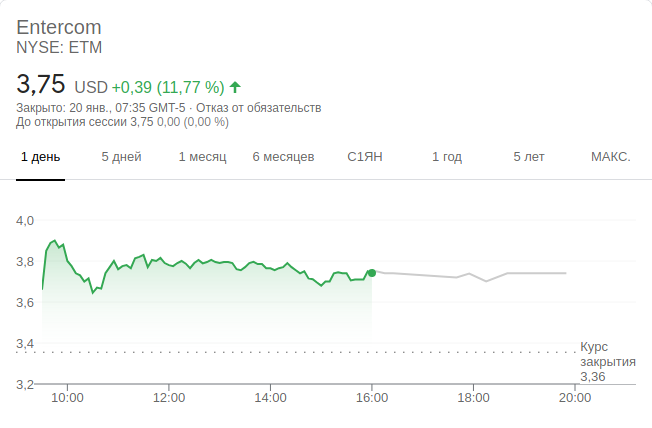 Entercom
NYSE: ETM
3,75 USD +0,39 (11,77 %)
Закрыто: 20 янв., 07:35 GMT-5 · Отказ от обязательств
До открытия сессии 3,75 0,00 (0,00 %)
1 день 5 дней 1 месяц 6 месяцев С1ЯН 1 год 5 лет МАКС.
4,0
3,8
3,6
3,4
Курс
закрытия
3,36
3,2
10:00 12:00 14:00 16:00 18:00 20:00